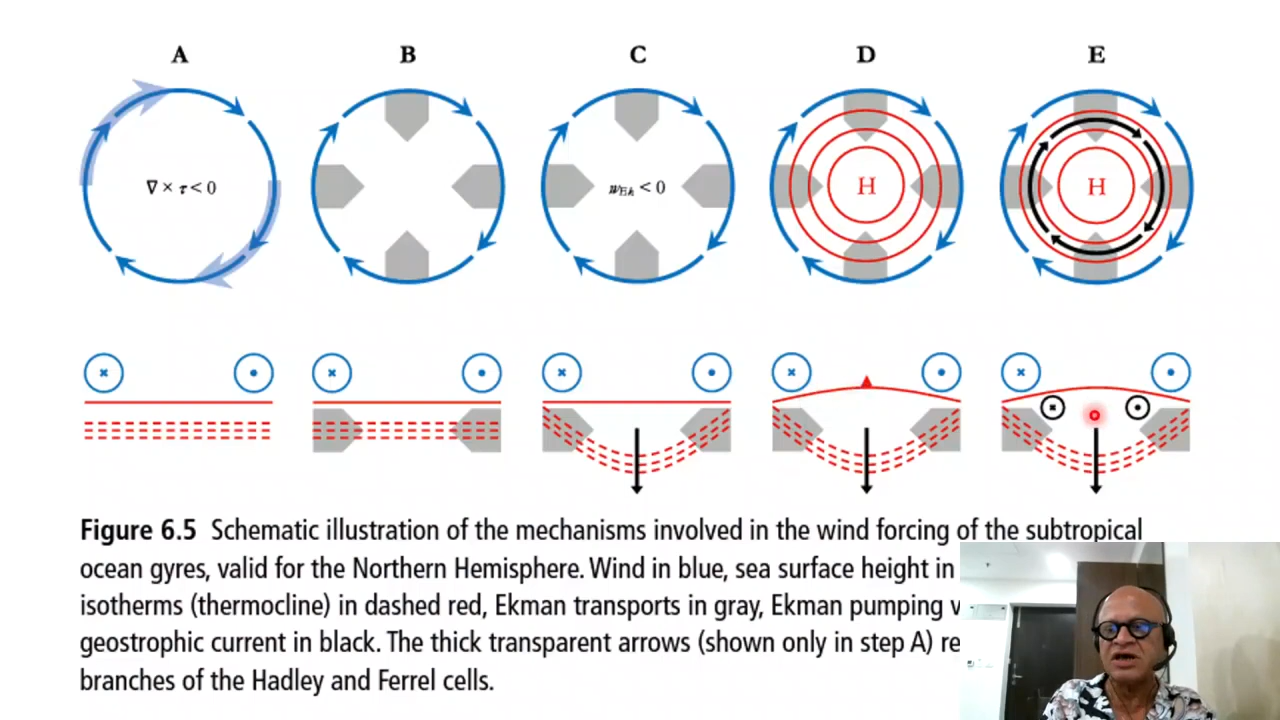 A B C D E
∇ × τ < 0
w_Ek < 0
H
H
Figure 6.5 Schematic illustration of the mechanisms involved in the wind forcing of the subtropical
ocean gyres, valid for the Northern Hemisphere. Wind in blue, sea surface height in
isotherms (thermocline) in dashed red, Ekman transports in gray, Ekman pumping
geostrophic current in black. The thick transparent arrows (shown only in step A)
branches of the Hadley and Ferrel cells.